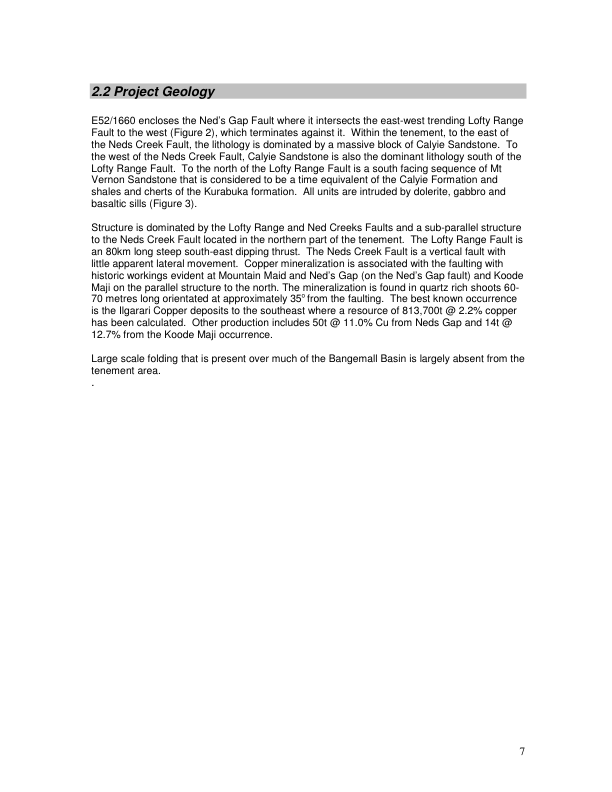 2.2 Project Geology
E52/1660 encloses the Ned's Gap Fault where it intersects the east-west trending Lofty Range
Fault to the west (Figure 2), which terminates against it.  Within the tenement, to the east of
the Neds Creek Fault, the lithology is dominated by a massive block of Calyie Sandstone.  To
the west of the Neds Creek Fault, Calyie Sandstone is also the dominant lithology south of the
Lofty Range Fault.  To the north of the Lofty Range Fault is a south facing sequence of Mt
Vernon Sandstone that is considered to be a time equivalent of the Calyie Formation and
shales and cherts of the Kurabuka formation.  All units are intruded by dolerite, gabbro and
basaltic sills (Figure 3).
Structure is dominated by the Lofty Range and Ned Creeks Faults and a sub-parallel structure
to the Neds Creek Fault located in the northern part of the tenement.  The Lofty Range Fault is
an 80km long steep south-east dipping thrust.  The Neds Creek Fault is a vertical fault with
little apparent lateral movement.  Copper mineralization is associated with the faulting with
historic workings evident at Mountain Maid and Ned's Gap (on the Ned's Gap fault) and Koode
Maji on the parallel structure to the north. The mineralization is found in quartz rich shoots 60-
70 metres long orientated at approximately 35° from the faulting.  The best known occurrence
is the Ilgarari Copper deposits to the southeast where a resource of 813,700t @ 2.2% copper
has been calculated.  Other production includes 50t @ 11.0% Cu from Neds Gap and 14t @
12.7% from the Koode Maji occurrence.
Large scale folding that is present over much of the Bangemall Basin is largely absent from the
tenement area.
.
7